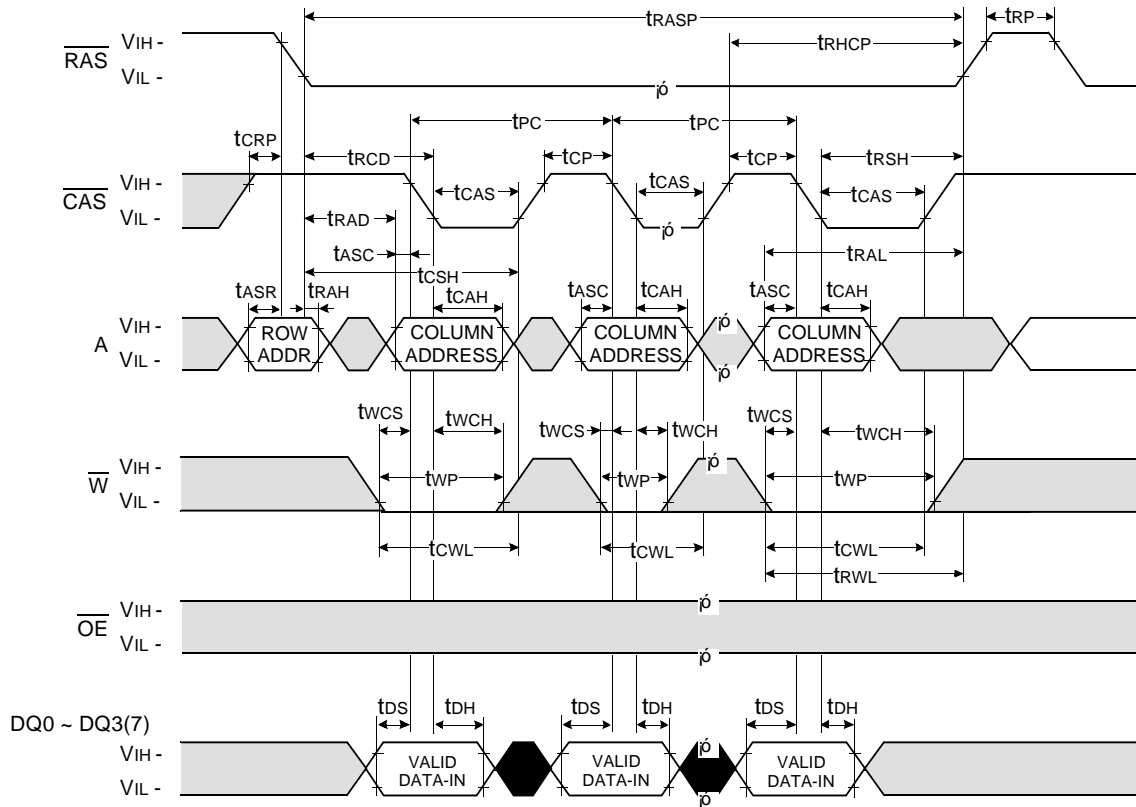 tRASP
tRP
tRHCP
RAS
VIH -
VIL -
¡ó
tPC
tPC
tCRP
tRCD
tCP
tCP
tRSH
CAS
VIH -
VIL -
tCAS
tCAS
tCAS
¡ó
tRAD
tRAL
tASC
tCSH
tASR
tRAH
tCAH
tASC
tCAH
tASC
tCAH
A
VIH -
VIL -
ROW
ADDR
COLUMN
ADDRESS
COLUMN
ADDRESS
¡ó
¡ó
COLUMN
ADDRESS
tWCS
tWCH
tWCS
tWCH
tWCS
tWCH
W
VIH -
VIL -
tWP
tWP
¡ó
tWP
tCWL
tCWL
tCWL
tRWL
OE
VIH -
VIL -
¡ó
¡ó
DQ0 ~ DQ3(7)
tDS
tDH
tDS
tDH
tDS
tDH
VIH -
VIL -
VALID
DATA-IN
VALID
DATA-IN
¡ó
¡ó
VALID
DATA-IN